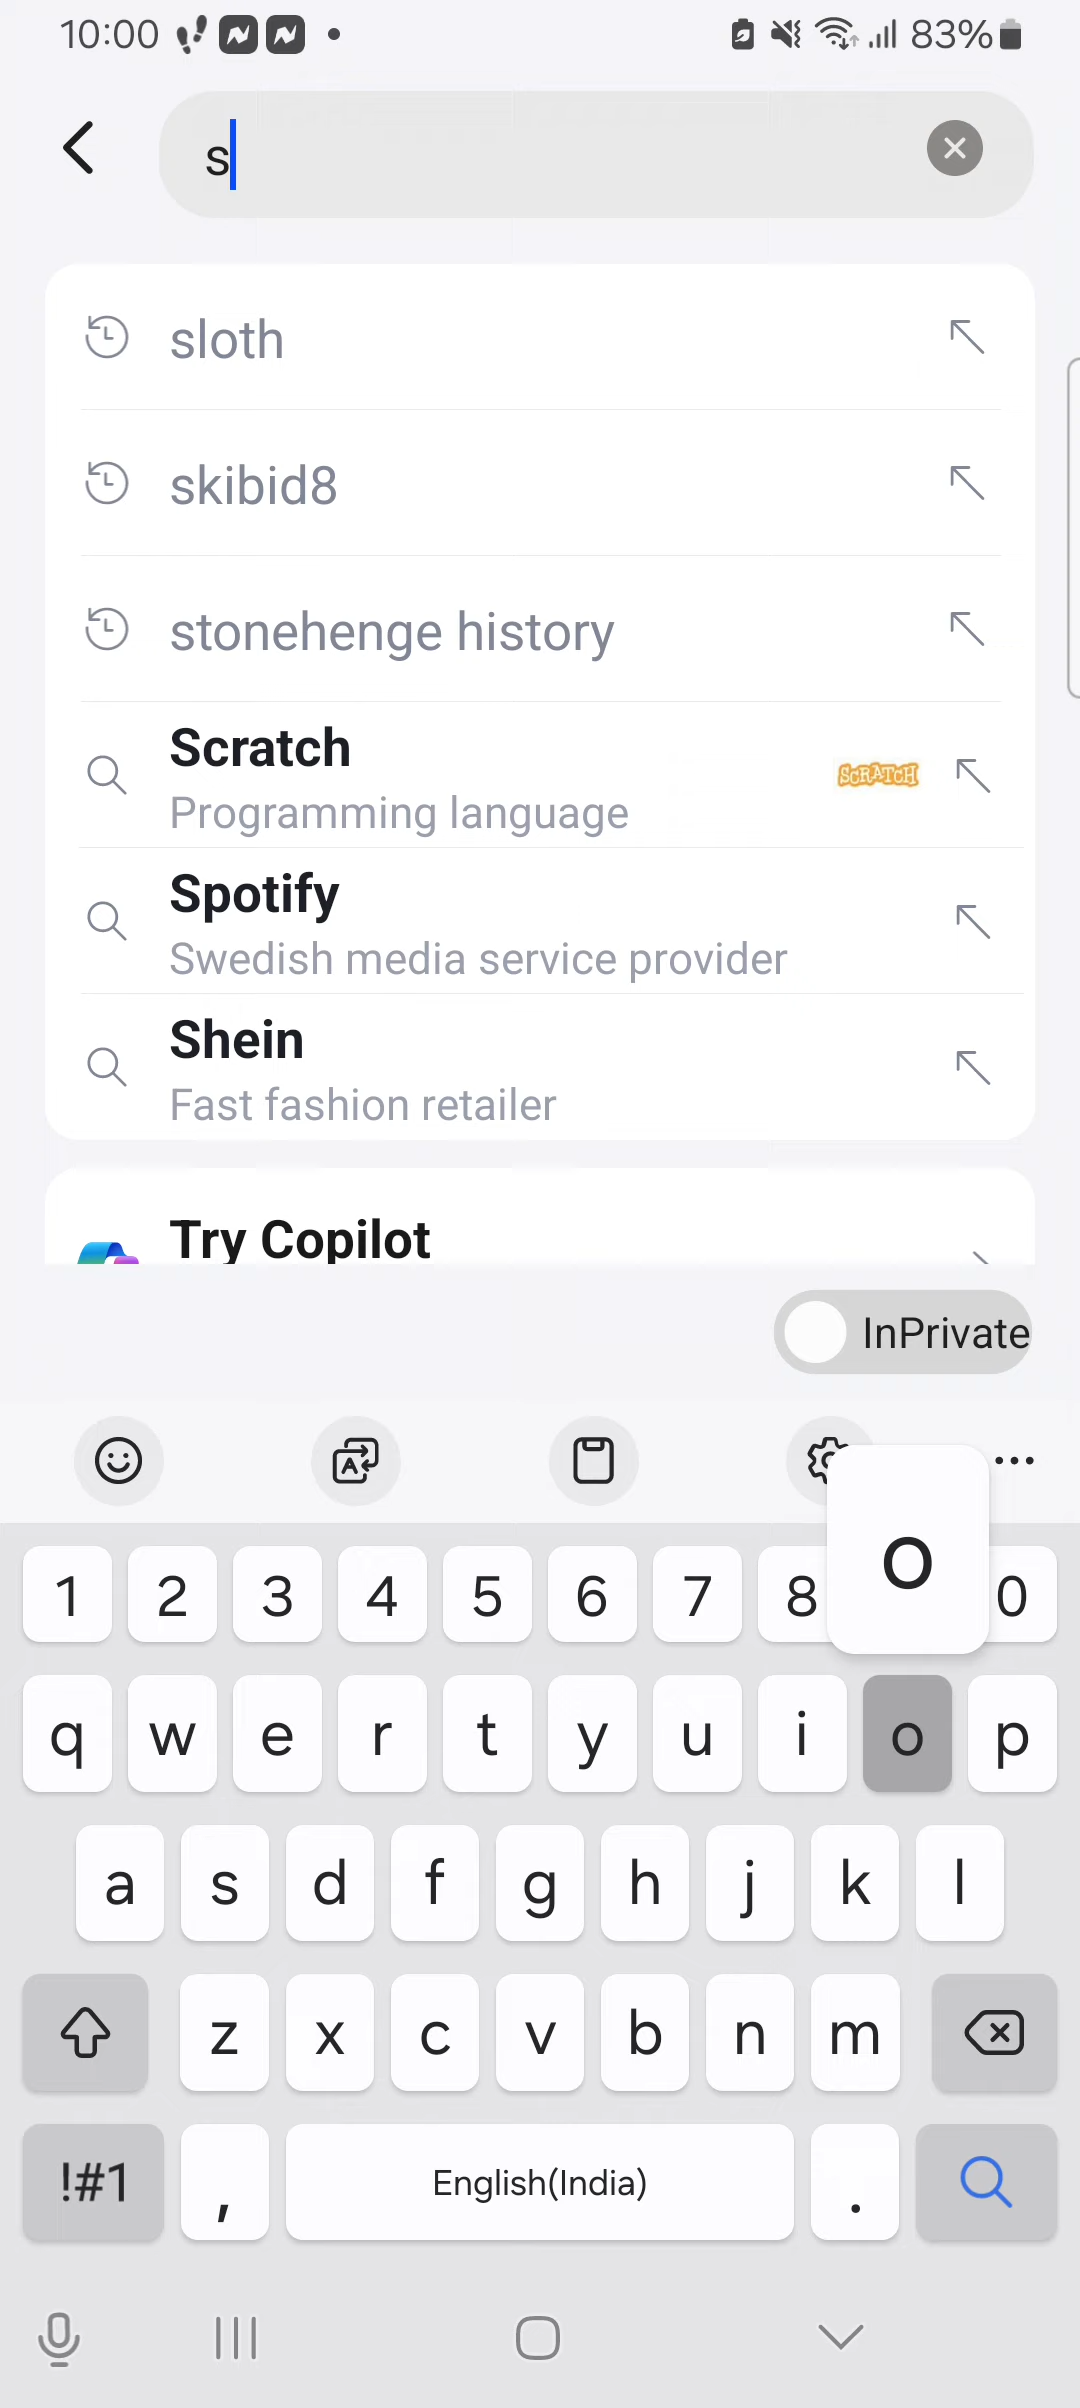 10:00 83%
s
sloth
skibid8
stonehenge history
Scratch
Programming language
SCRATCH
Spotify
Swedish media service provider
Shein
Fast fashion retailer
Try Copilot
InPrivate
o
1 2 3 4 5 6 7 8 0
q w e r t y u i o p
a s d f g h j k l
z x c v b n m
!#1 , English(India) .